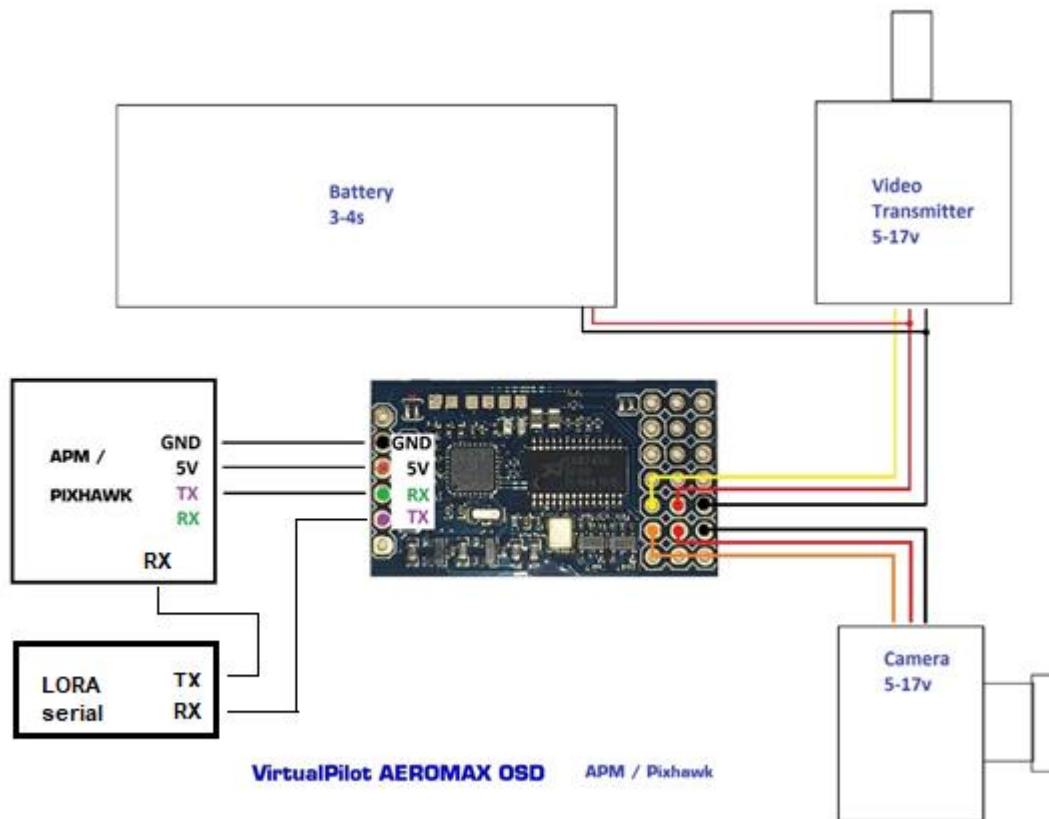 Battery
3-4s
Video
Transmitter
5-17v
APM /
PIXHAWK
GND
5V
TX
RX
RX
GND
5V
RX
TX
LORA
serial
TX
RX
Camera
5-17v
VirtualPilot AEROMAX OSD
APM / Pixhawk